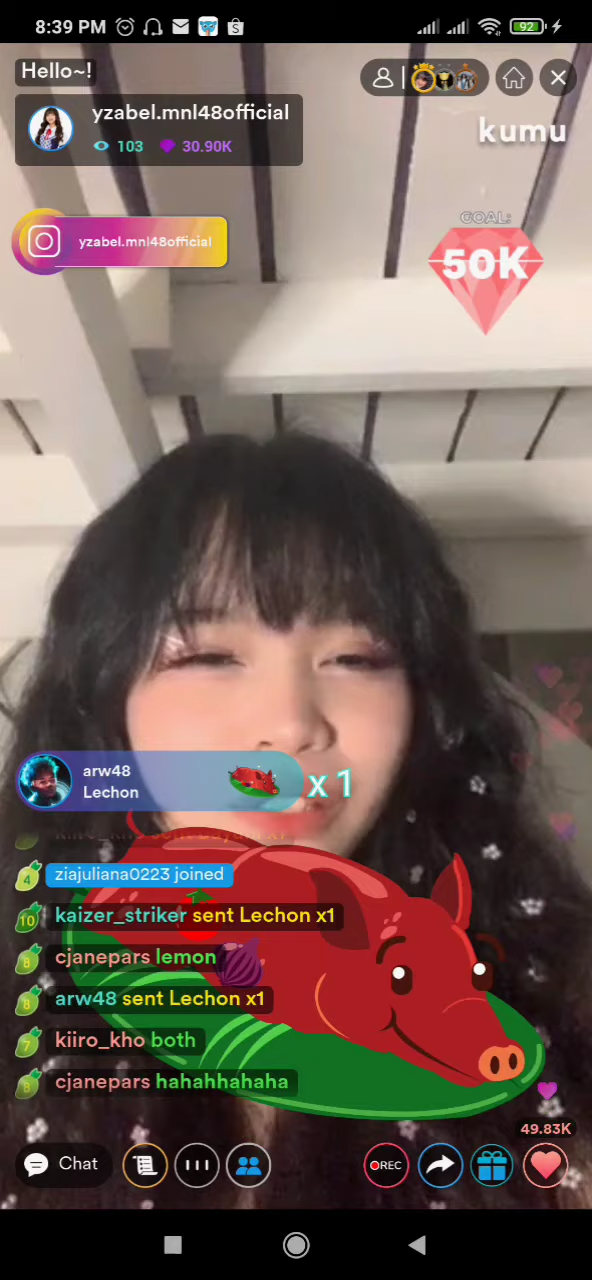 8:39 PM
92
Hello~!
yzabel.mnl48official
103
30.90K
kumu
yzabel.mnl48official
GOAL:
50K
arw48
Lechon
x 1
4 ziajuliana0223 joined
10 kaizer_striker sent Lechon x1
8 cjanepars lemon
8 arw48 sent Lechon x1
7 kiiro_kho both
8 cjanepars hahahhahaha
49.83K
Chat
REC